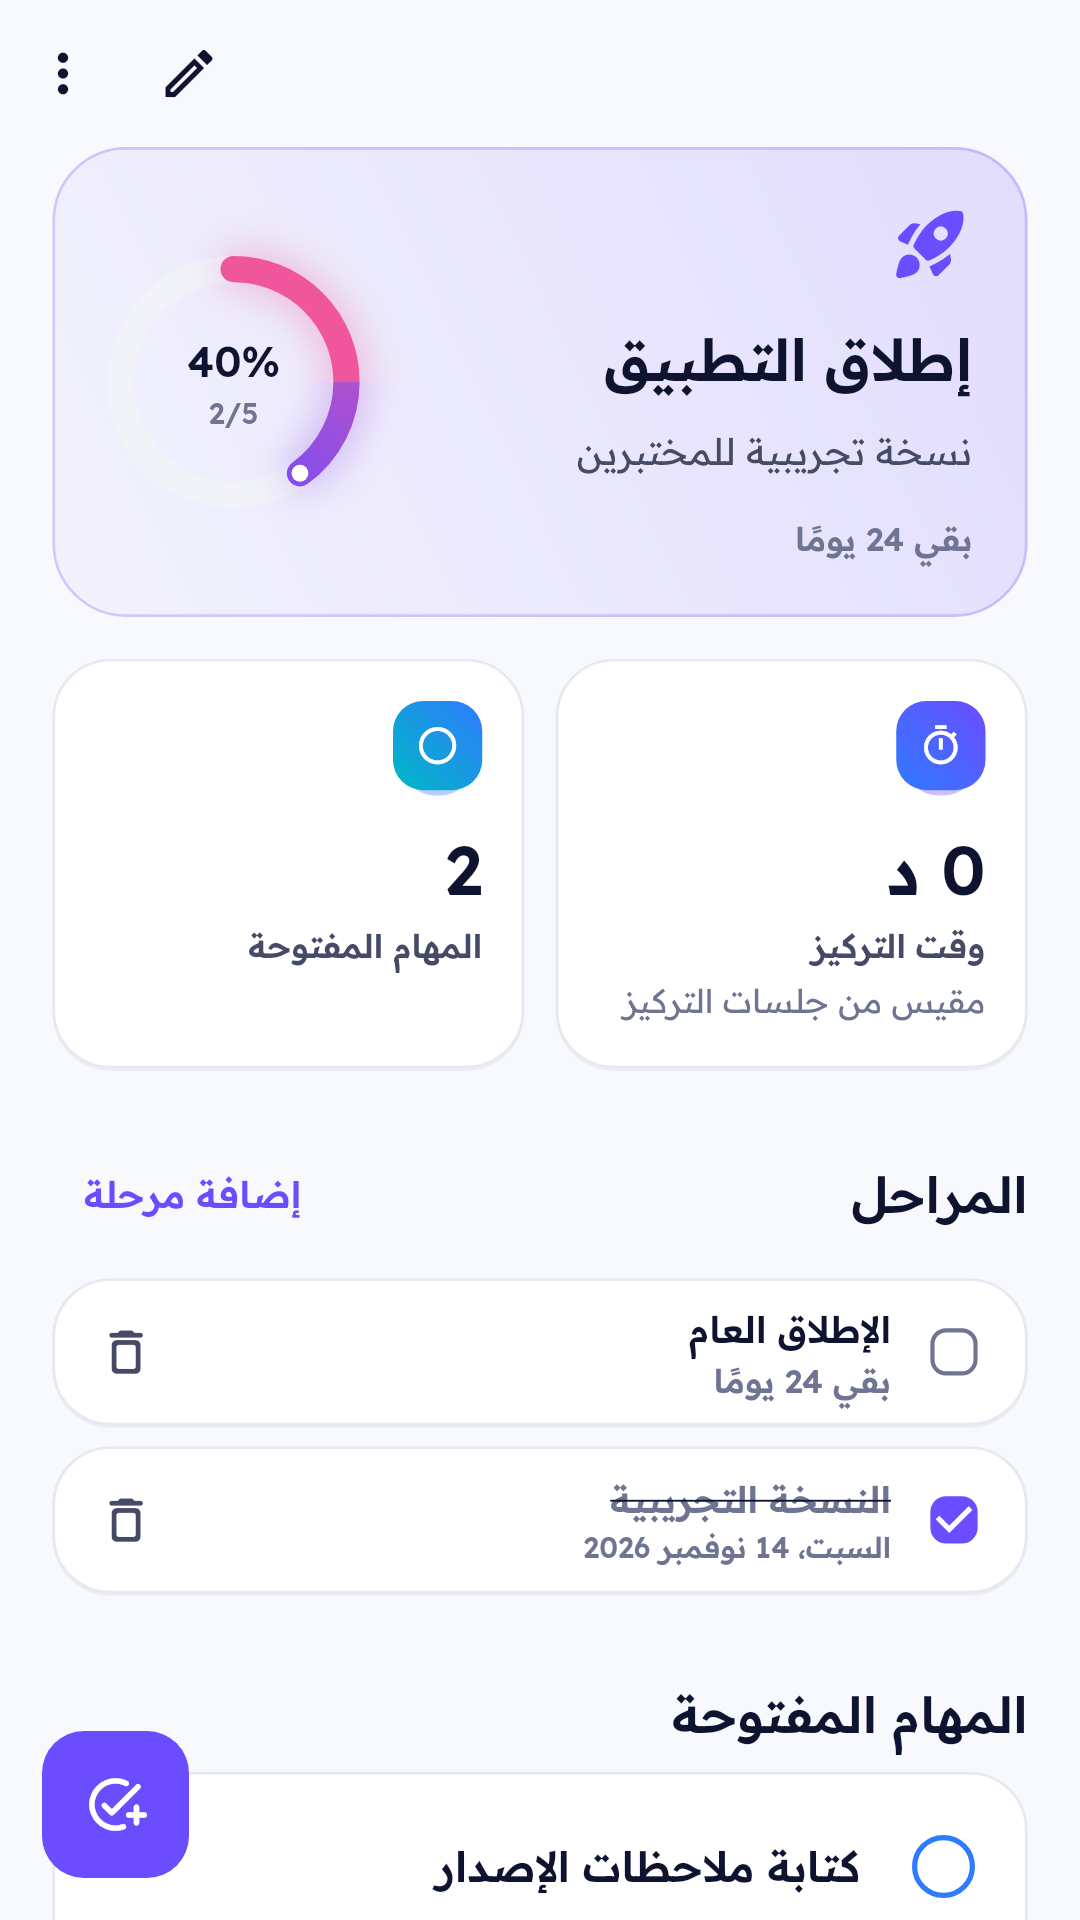 إطلاق التطبيق
نسخة تجريبية للمختبرين
بقي 24 يومًا
40%
2/5
0 د
وقت التركيز
مقيس من جلسات التركيز
2
المهام المفتوحة
المراحل
إضافة مرحلة
الإطلاق العام
بقي 24 يومًا
النسخة التجريبية
السبت، 14 نوفمبر 2026
المهام المفتوحة
كتابة ملاحظات الإصدار